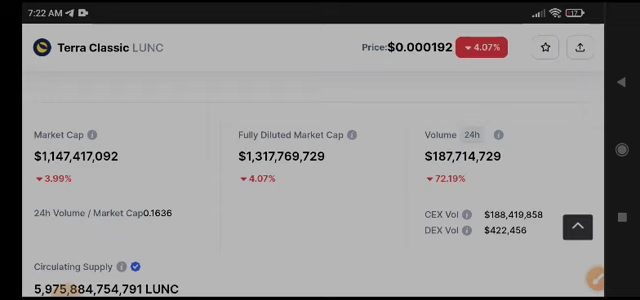 7:22 AM
17
Terra Classic LUNC
Price:$0.000192 4.07%
Market Cap
$1,147,417,092
3.99%
24h Volume / Market Cap0.1636
Fully Diluted Market Cap
$1,317,769,729
4.07%
Volume 24h
$187,714,729
72.19%
CEX Vol $188,419,858
DEX Vol $422,456
Circulating Supply
5,975,884,754,791 LUNC